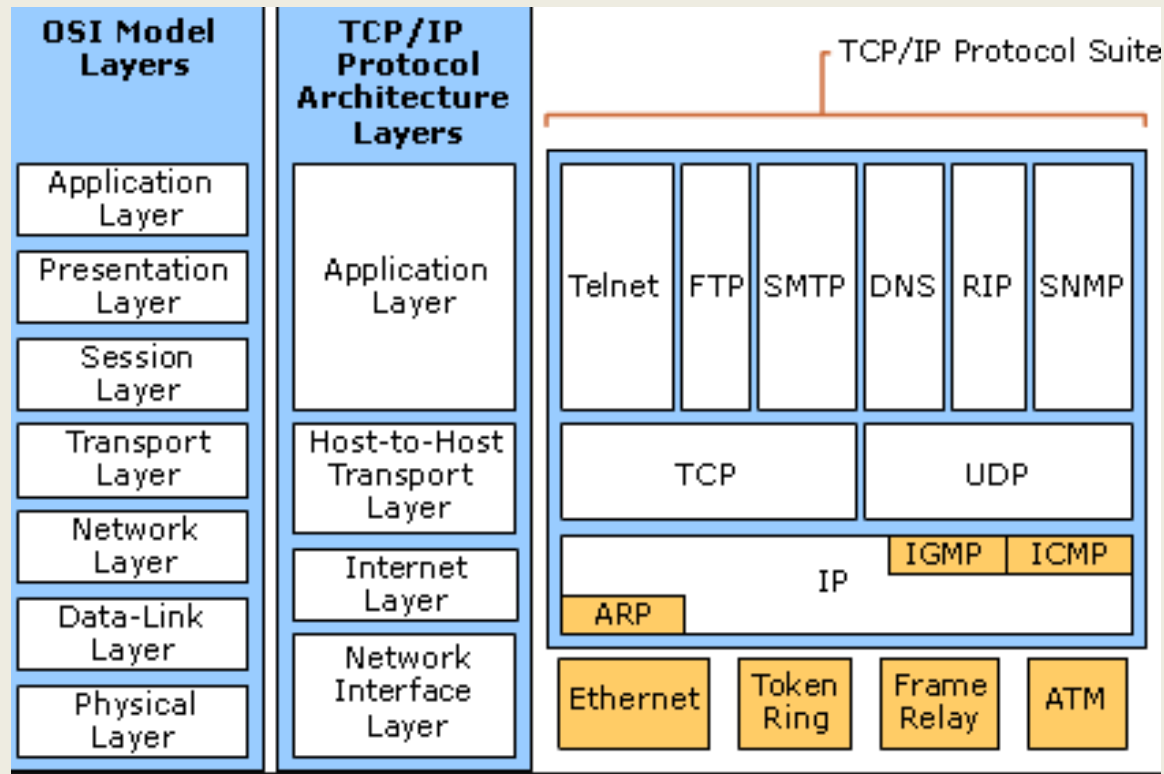 OSI Model
Layers
Application
Layer
Presentation
Layer
Session
Layer
Transport
Layer
Network
Layer
Data-Link
Layer
Physical
Layer
TCP/IP
Protocol
Architecture
Layers
Application
Layer
Host-to-Host
Transport
Layer
Internet
Layer
Network
Interface
Layer
TCP/IP Protocol Suite
Telnet
FTP
SMTP
DNS
RIP
SNMP
TCP
UDP
IP
IGMP
ICMP
ARP
Ethernet
Token
Ring
Frame
Relay
ATM